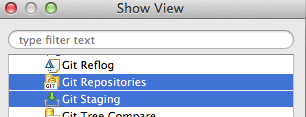 Show View
type filter text
Git Reflog
Git Repositories
Git Staging
Git Tree Compare